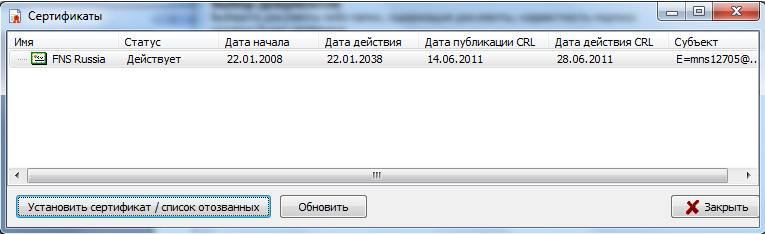 Сертификаты
Имя Статус Дата начала Дата действия Дата публикации CRL Дата действия CRL Субъект
FNS Russia Действует 22.01.2008 22.01.2038 14.06.2011 28.06.2011 E=mns12705@..
Установить сертификат / список отозванных Обновить Закрыть